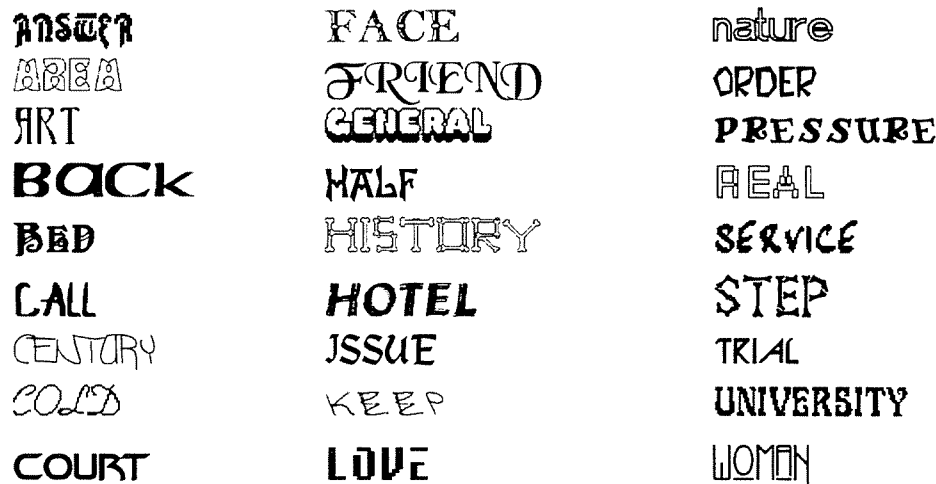 ANSWER
AREA
ART
BACK
BED
CALL
CENTURY
COLD
COURT
FACE
FRIEND
GENERAL
HALF
HISTORY
HOTEL
ISSUE
KEEP
LOVE
nature
ORDER
PRESSURE
REAL
SERVICE
STEP
TRIAL
UNIVERSITY
WOMAN